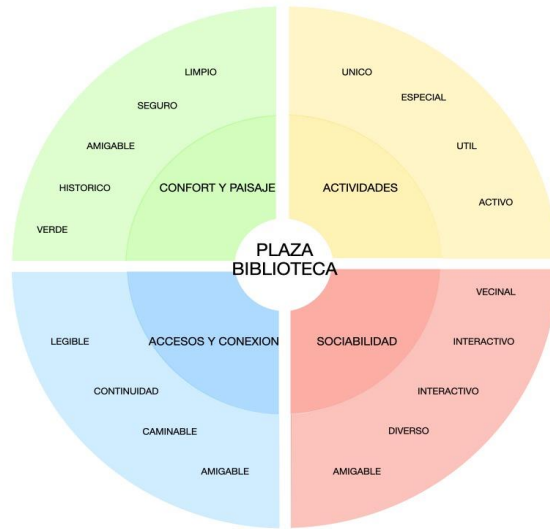 LIMPIO
SEGURO
AMIGABLE
HISTORICO
VERDE
CONFORT Y PAISAJE
UNICO
ESPECIAL
UTIL
ACTIVO
ACTIVIDADES
PLAZA
BIBLIOTECA
LEGIBLE
CONTINUIDAD
CAMINABLE
AMIGABLE
ACCESOS Y CONEXION
SOCIABILIDAD
VECINAL
INTERACTIVO
INTERACTIVO
DIVERSO
AMIGABLE